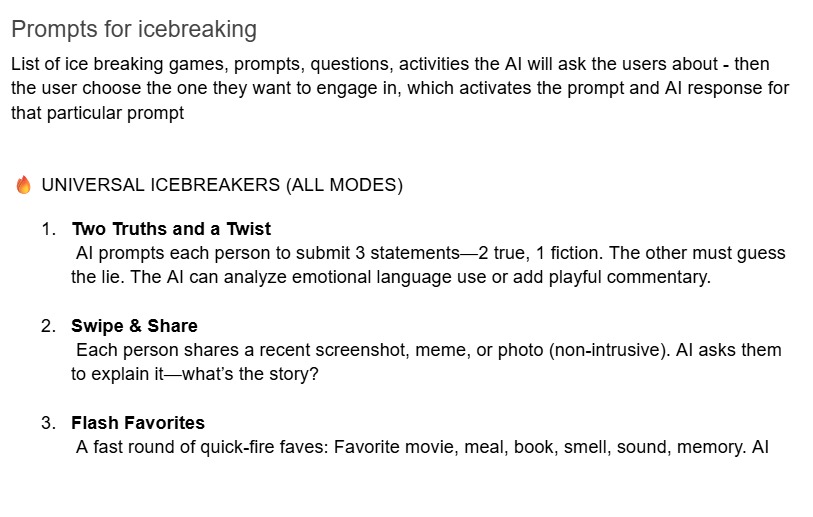 Prompts for icebreaking
List of ice breaking games, prompts, questions, activities the AI will ask the users about - then
the user choose the one they want to engage in, which activates the prompt and AI response for
that particular prompt
🔥 UNIVERSAL ICEBREAKERS (ALL MODES)
1. Two Truths and a Twist
AI prompts each person to submit 3 statements—2 true, 1 fiction. The other must guess
the lie. The AI can analyze emotional language use or add playful commentary.
2. Swipe & Share
Each person shares a recent screenshot, meme, or photo (non-intrusive). AI asks them
to explain it—what’s the story?
3. Flash Favorites
A fast round of quick-fire faves: Favorite movie, meal, book, smell, sound, memory. AI